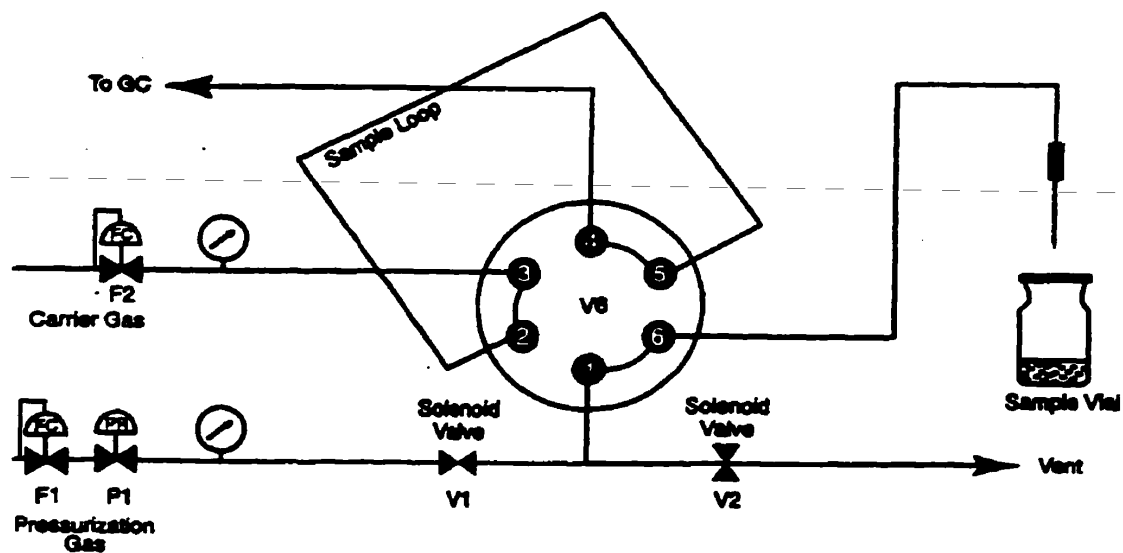 To GC
Sample Loop
FC
F2
Carrier Gas
4
3
5
V6
2
6
1
Sample Vial
FC
PR
Solenoid
Valve
Solenoid
Valve
Vent
F1
P1
V1
V2
Pressurization
Gas